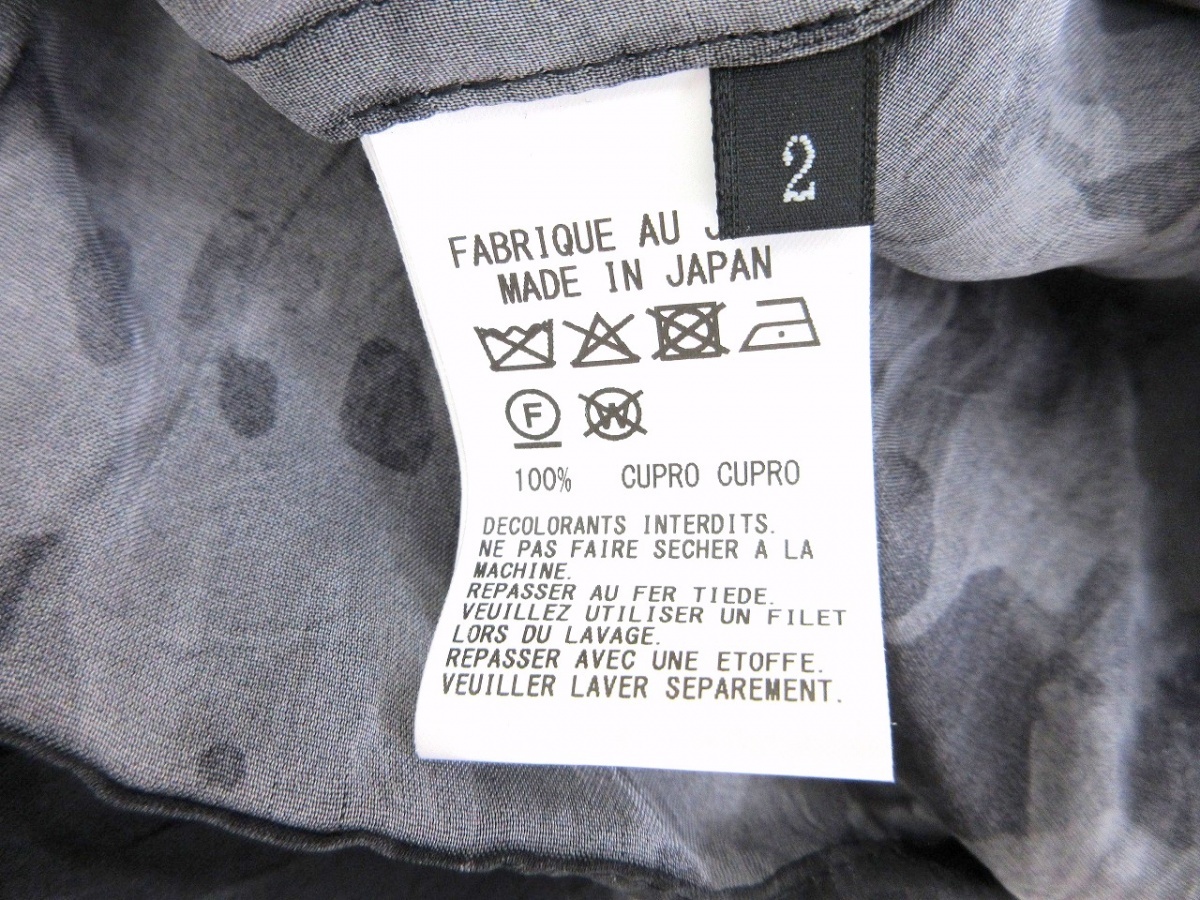 2
FABRIQUE AU
MADE IN JAPAN
F W
100% CUPRO CUPRO
DECOLORANTS INTERDITS.
NE PAS FAIRE SECHER A LA
MACHINE.
REPASSER AU FER TIEDE.
VEUILLEZ UTILISER UN FILET
LORS DU LAVAGE.
REPASSER AVEC UNE ETOFFE.
VEUILLER LAVER SEPAREMENT.